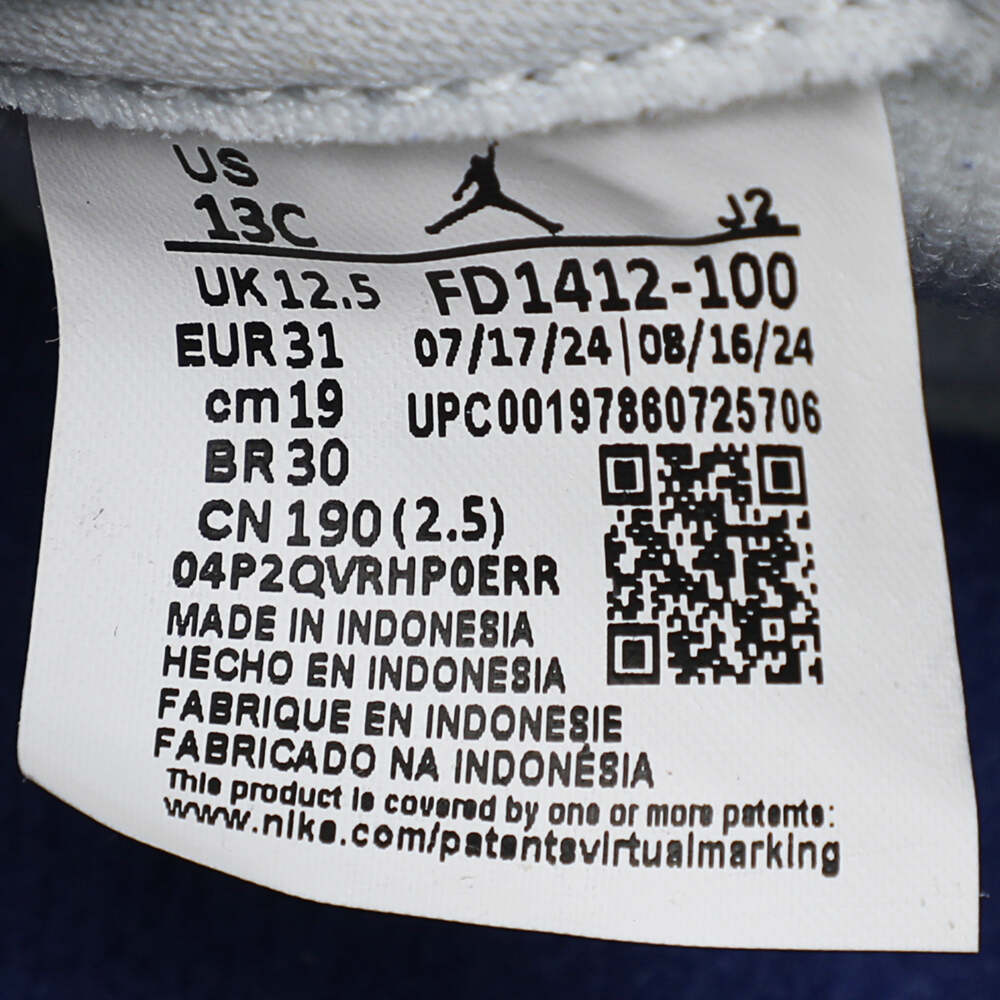 US
13C
J2
UK 12.5 FD1412-100
EUR 31 07/17/24 | 08/16/24
cm 19 UPC00197860725706
BR 30
CN 190 (2.5)
04P2QVRHP0ERR
MADE IN INDONESIA
HECHO EN INDONESIA
FABRIQUE EN INDONESIE
FABRICADO NA INDONÉSIA
This product is covered by one or more patents:
www.nike.com/patentsvirtualmarking